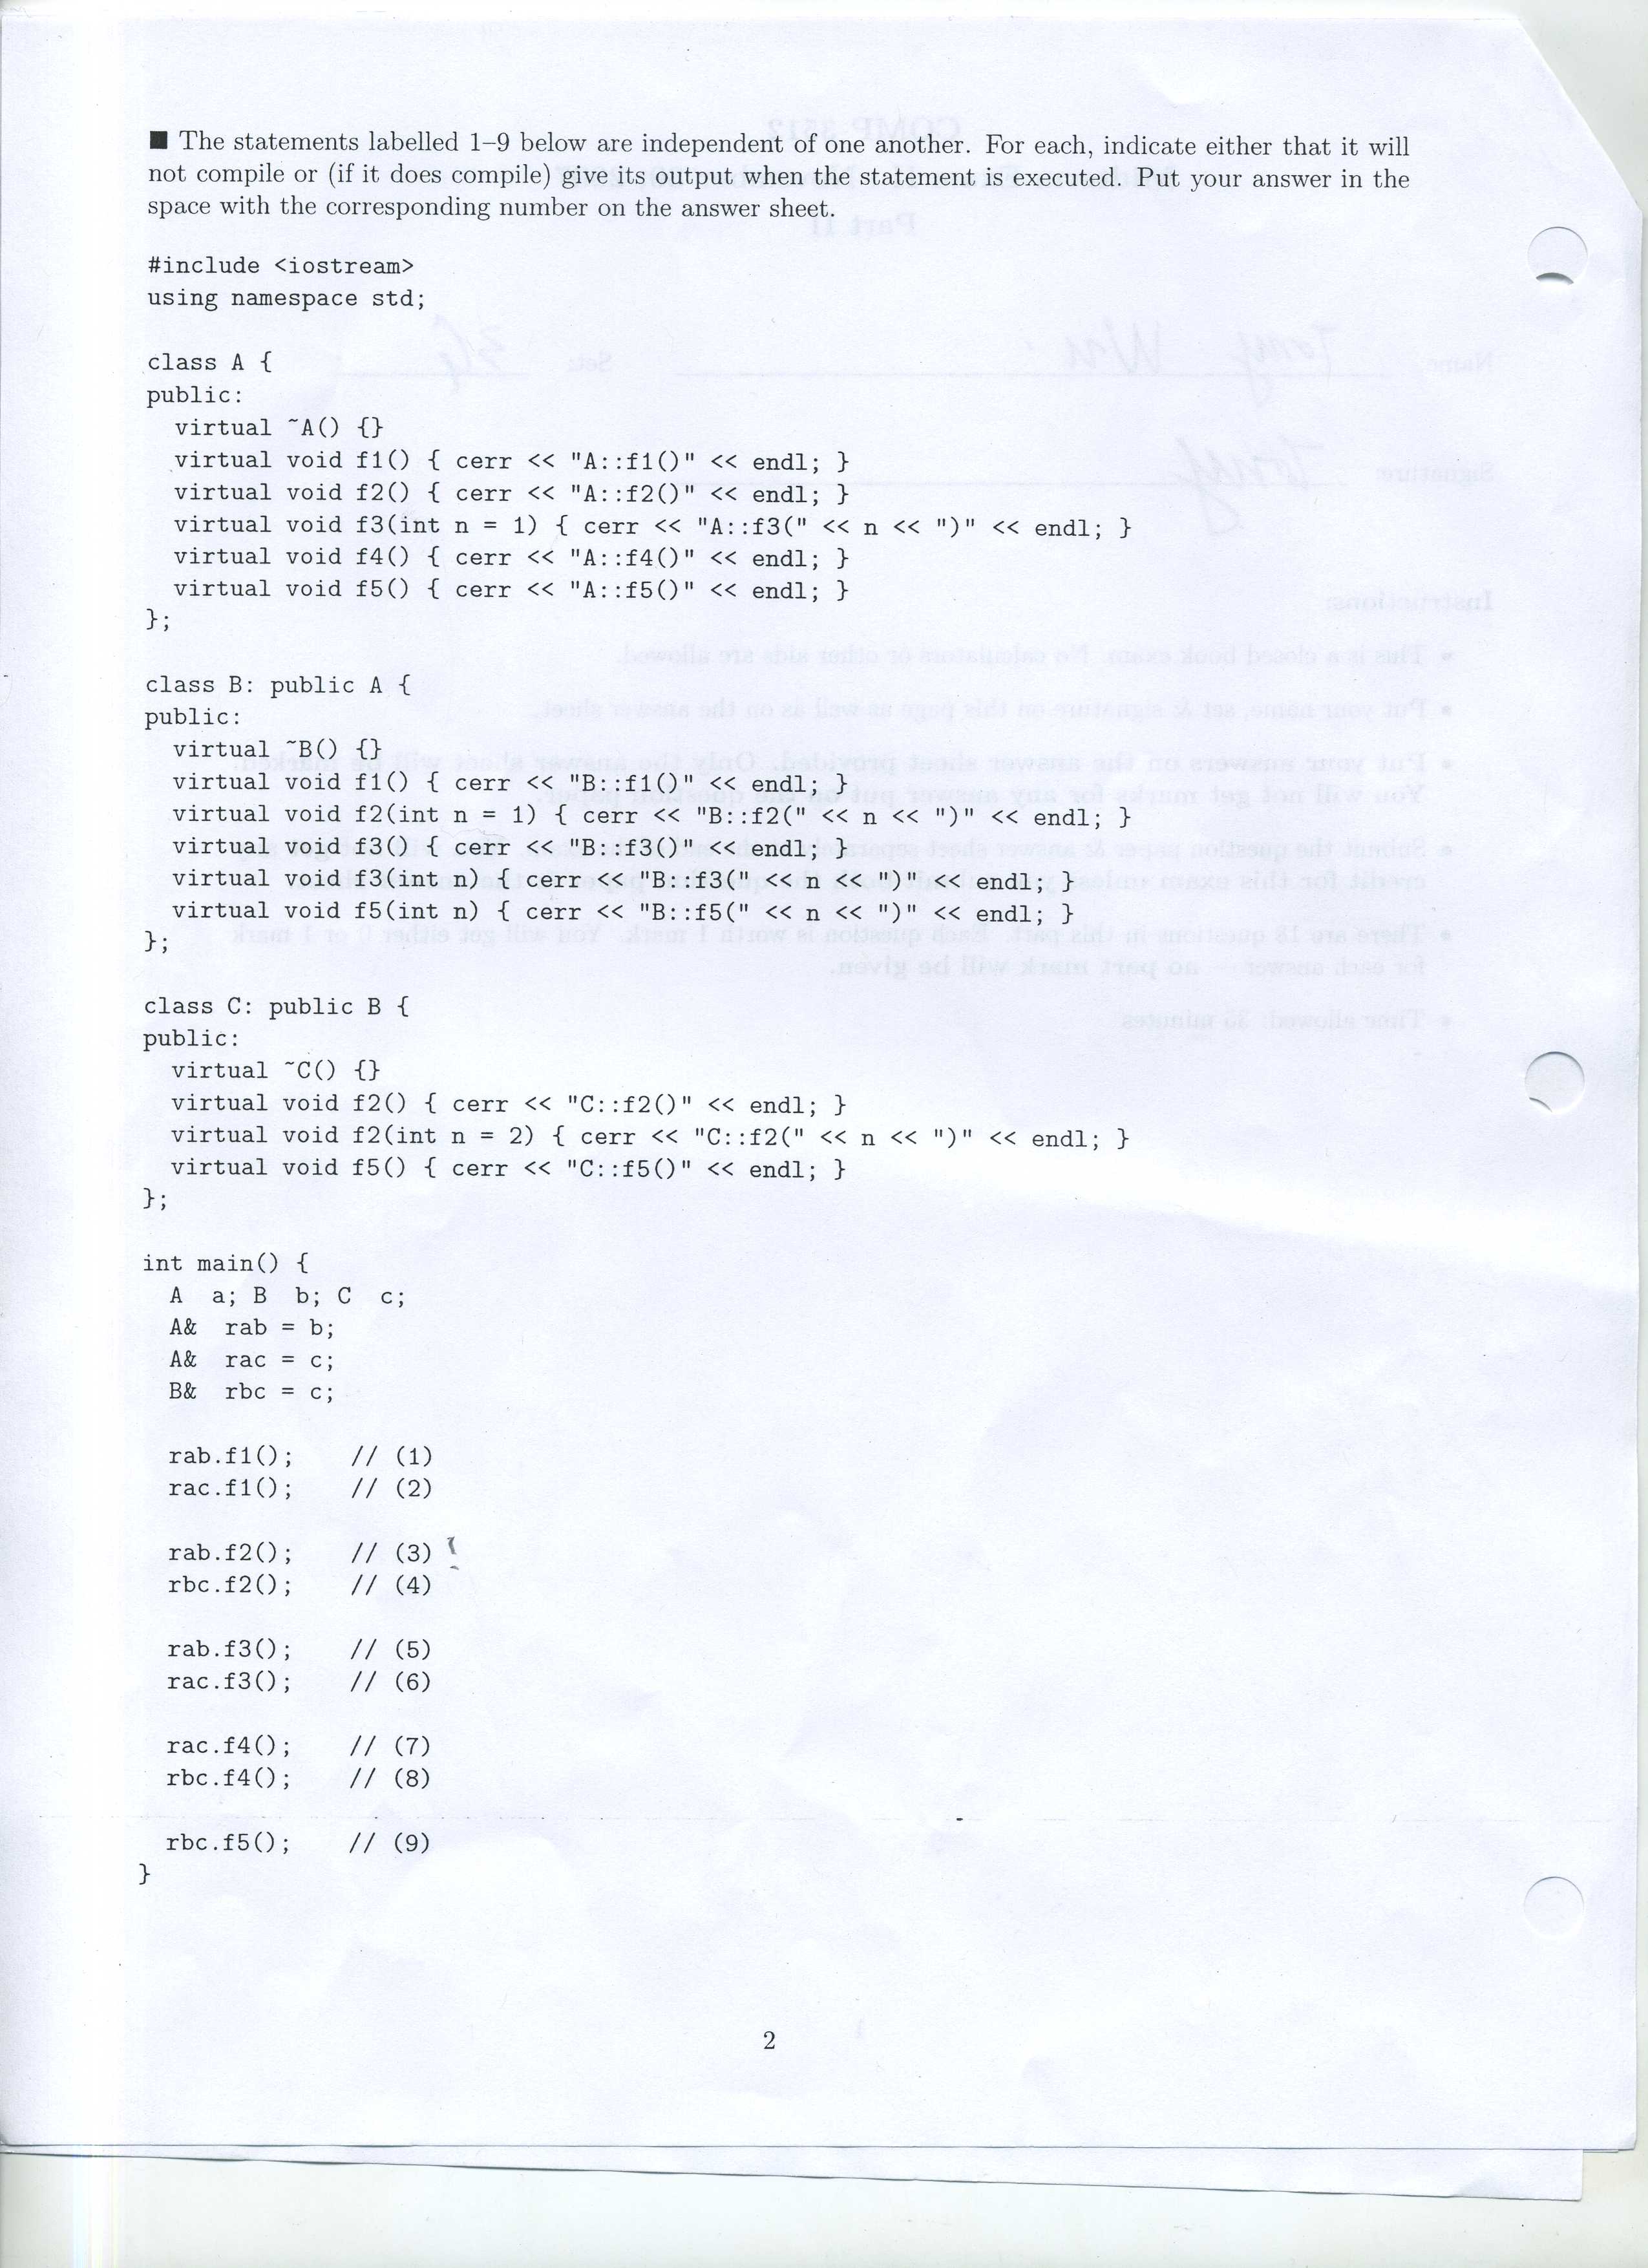 ■ The statements labelled 1–9 below are independent of one another. For each, indicate either that it will
not compile or (if it does compile) give its output when the statement is executed. Put your answer in the
space with the corresponding number on the answer sheet.
#include <iostream>
using namespace std;
class A {
public:
  virtual ~A() {}
  virtual void f1() { cerr << "A::f1()" << endl; }
  virtual void f2() { cerr << "A::f2()" << endl; }
  virtual void f3(int n = 1) { cerr << "A::f3(" << n << ")" << endl; }
  virtual void f4() { cerr << "A::f4()" << endl; }
  virtual void f5() { cerr << "A::f5()" << endl; }
};
class B: public A {
public:
  virtual ~B() {}
  virtual void f1() { cerr << "B::f1()" << endl; }
  virtual void f2(int n = 1) { cerr << "B::f2(" << n << ")" << endl; }
  virtual void f3() { cerr << "B::f3()" << endl; }
  virtual void f3(int n) { cerr << "B::f3(" << n << ")" << endl; }
  virtual void f5(int n) { cerr << "B::f5(" << n << ")" << endl; }
};
class C: public B {
public:
  virtual ~C() {}
  virtual void f2() { cerr << "C::f2()" << endl; }
  virtual void f2(int n = 2) { cerr << "C::f2(" << n << ")" << endl; }
  virtual void f5() { cerr << "C::f5()" << endl; }
};
int main() {
  A  a; B  b; C  c;
  A&  rab = b;
  A&  rac = c;
  B&  rbc = c;
  rab.f1();    // (1)
  rac.f1();    // (2)
  rab.f2();    // (3)
  rbc.f2();    // (4)
  rab.f3();    // (5)
  rac.f3();    // (6)
  rac.f4();    // (7)
  rbc.f4();    // (8)
  rbc.f5();    // (9)
}
2